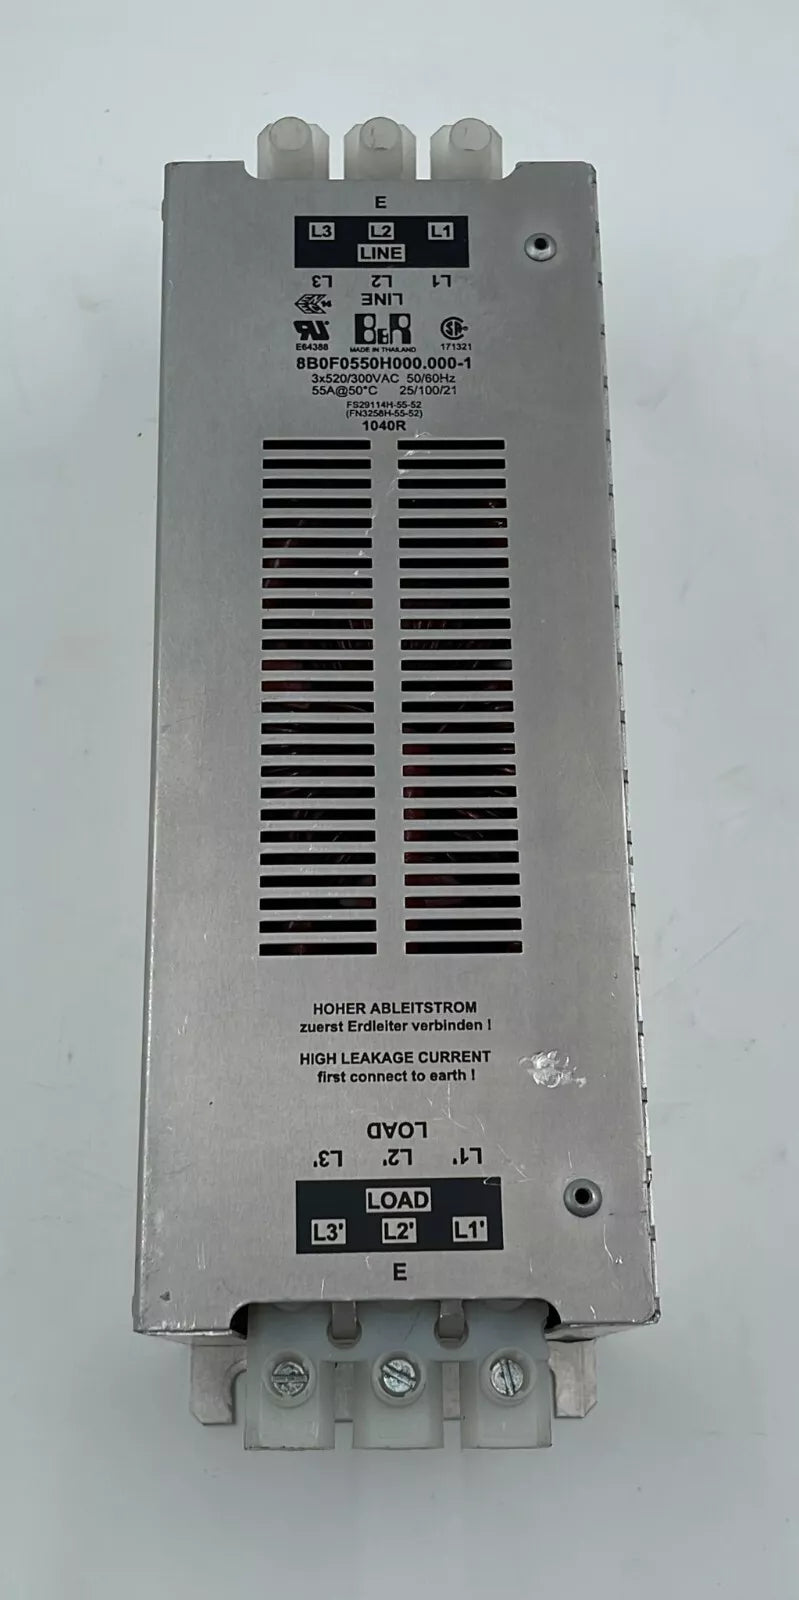 E
L3 L2 L1
LINE
L3 L2 L1
LINE
14
B&R
MADE IN THAILAND
E64388
171321
8B0F0550H000.000-1
3x520/300VAC 50/60Hz
55A@50°C 25/100/21
FS29114H-55-52
(FN3258H-55-52)
1040R
HOHER ABLEITSTROM
zuerst Erdleiter verbinden !
HIGH LEAKAGE CURRENT
first connect to earth !
LOAD
L3' L2' L1'
LOAD
L3' L2' L1'
E